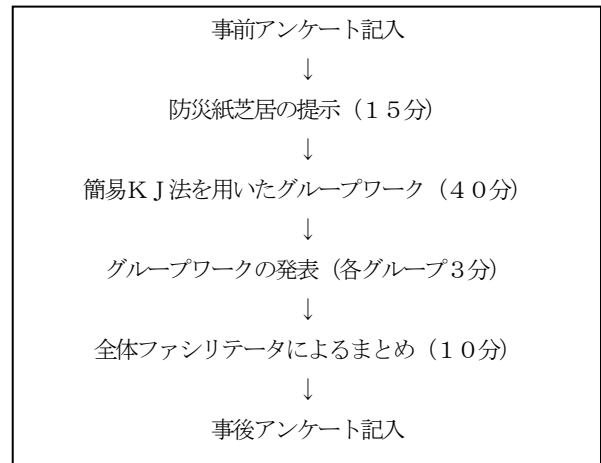 事前アンケート記入
↓
防災紙芝居の提示（１５分）
↓
簡易ＫＪ法を用いたグループワーク（４０分）
↓
グループワークの発表（各グループ３分）
↓
全体ファシリテータによるまとめ（１０分）
↓
事後アンケート記入